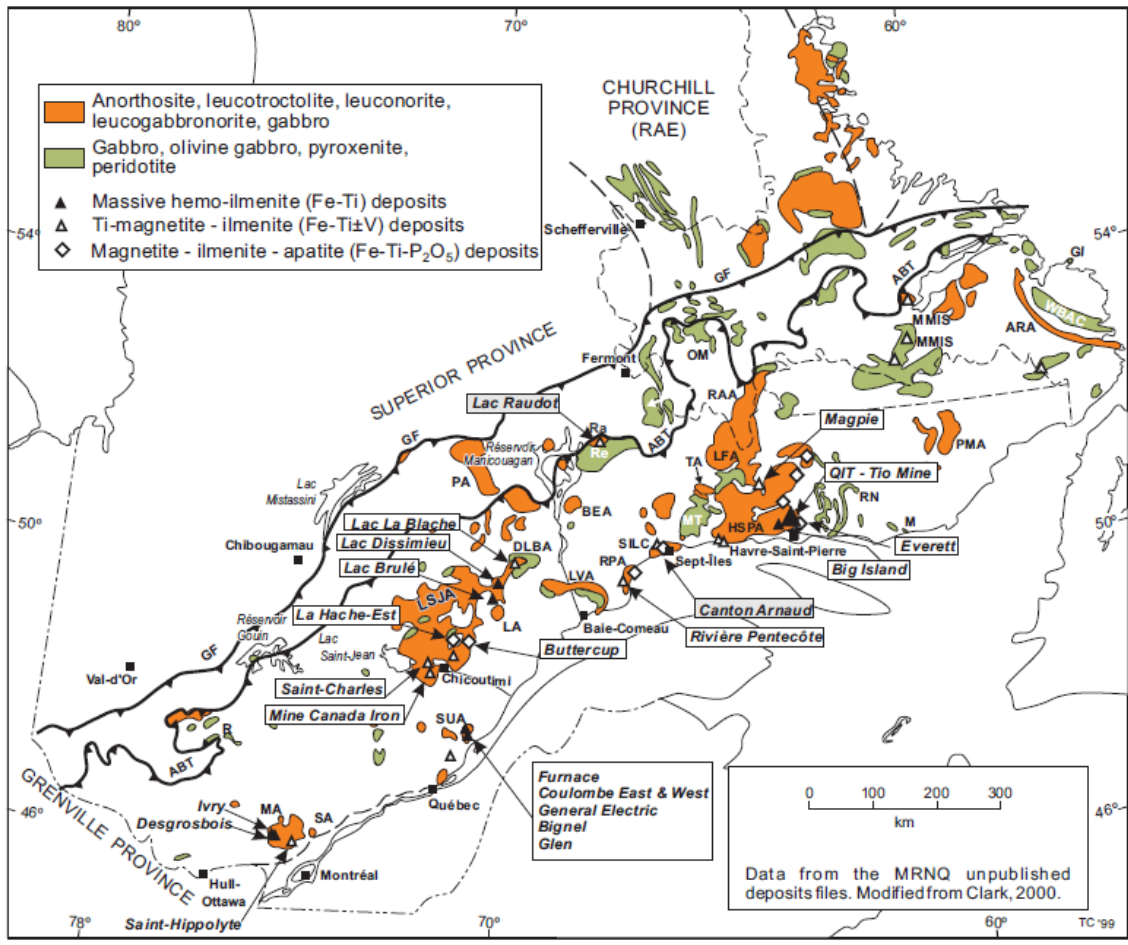 80°
70°
60°
Anorthosite, leucotroctolite, leuconorite,
leucogabbronorite, gabbro
Gabbro, olivine gabbro, pyroxenite,
peridotite
Massive hemo-ilmenite (Fe-Ti) deposits
Ti-magnetite - ilmenite (Fe-Ti±V) deposits
Magnetite - ilmenite - apatite (Fe-Ti-P₂O₅) deposits
CHURCHILL
PROVINCE
(RAE)
Schefferville
54°
54°
GF
ABT
GI
MMIS
MMIS
ARA
WBAC
SUPERIOR PROVINCE
Fermont
OM
RAA
Lac Raudot
Magpie
GF
Ra
Re
ABT
Réservoir
Manicouagan
LFA
PMA
TA
QIT - Tio Mine
PA
Lac
Mistassini
BEA
MT
RN
50°
50°
HSPA
M
Lac La Blache
DLBA
SILC
Havre-Saint-Pierre
Everett
Chibougamau
Lac Dissimieu
Sept-Îles
RPA
Big Island
Lac Brulé
LVA
LSJA
LA
Canton Arnaud
La Hache-Est
Réservoir
Gouin
Baie-Comeau
Rivière Pentecôte
Lac
Saint-Jean
Buttercup
GF
Val-d'Or
Chicoutimi
Saint-Charles
Mine Canada Iron
SUA
R
ABT
Furnace
Coulombe East & West
General Electric
Bignel
Glen
0 100 200 300
km
Data from the MRNQ unpublished
deposits files. Modified from Clark, 2000.
Québec
46°
46°
GRENVILLE PROVINCE
Ivry
MA
SA
Desgrosbois
Hull-
Ottawa
Montréal
Saint-Hippolyte
78°
70°
60°
TC '99